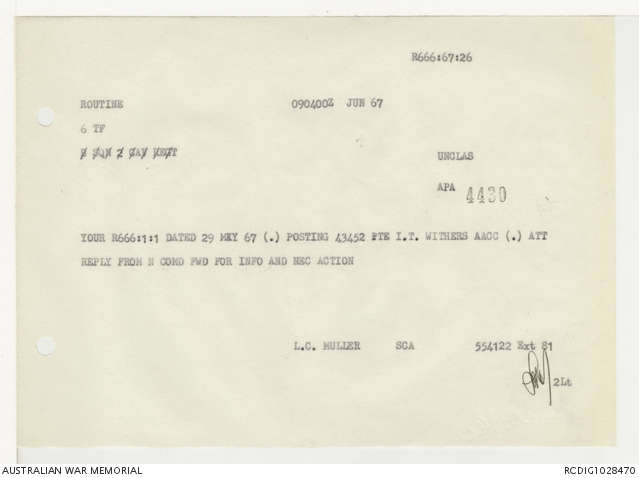 R666:67:26
ROUTINE 090400Z JUN 67
6 TF
UNCLAS
APA 4430
YOUR R666:1:1 DATED 29 MEY 67 (.) POSTING 43452 PTE I.T. WITHERS AACC (.) ATT
REPLY FROM N COMD FWD FOR INFO AND NEC ACTION
L.C. MULLER SCA 554122 Ext 81
2Lt
AUSTRALIAN WAR MEMORIAL RCDIG1028470